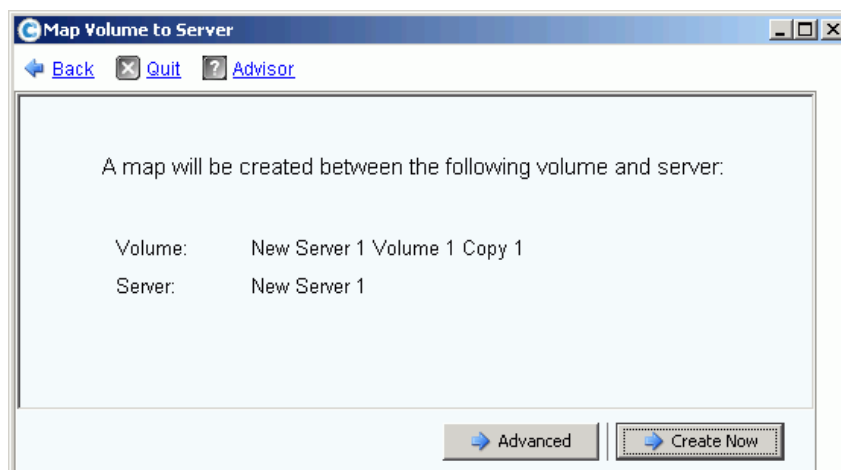 Map Volume to Server
Back Quit Advisor
A map will be created between the following volume and server:
Volume: New Server 1 Volume 1 Copy 1
Server: New Server 1
Advanced Create Now